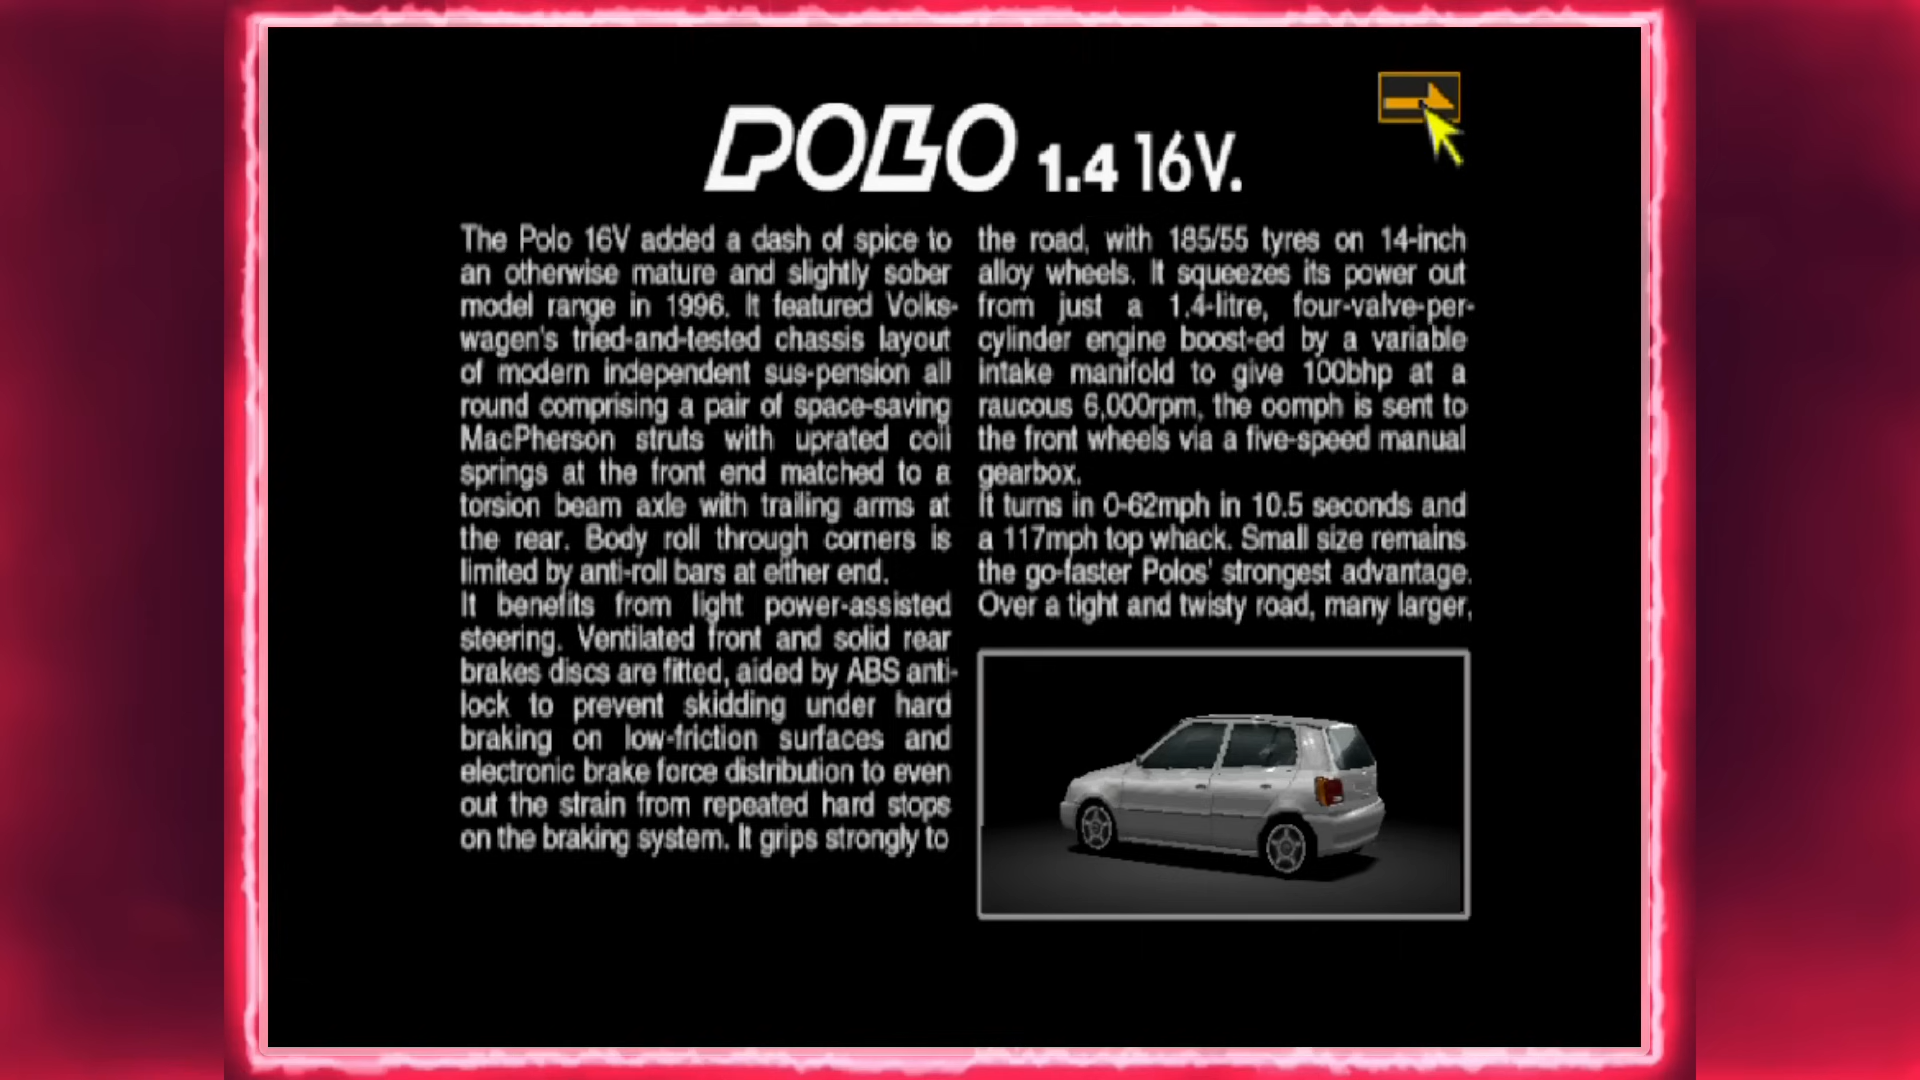 POLO 1.4 16V.
The Polo 16V added a dash of spice to
an otherwise mature and slightly sober
model range in 1996. It featured Volks-
wagen's tried-and-tested chassis layout
of modern independent sus-pension all
round comprising a pair of space-saving
MacPherson struts with uprated coil
springs at the front end matched to a
torsion beam axle with trailing arms at
the rear. Body roll through corners is
limited by anti-roll bars at either end.
It benefits from light power-assisted
steering. Ventilated front and solid rear
brakes discs are fitted, aided by ABS anti-
lock to prevent skidding under hard
braking on low-friction surfaces and
electronic brake force distribution to even
out the strain from repeated hard stops
on the braking system. It grips strongly to
the road, with 185/55 tyres on 14-inch
alloy wheels. It squeezes its power out
from just a 1.4-litre, four-valve-per-
cylinder engine boost-ed by a variable
intake manifold to give 100bhp at a
raucous 6,000rpm, the oomph is sent to
the front wheels via a five-speed manual
gearbox.
It turns in 0-62mph in 10.5 seconds and
a 117mph top whack. Small size remains
the go-faster Polos' strongest advantage.
Over a tight and twisty road, many larger,